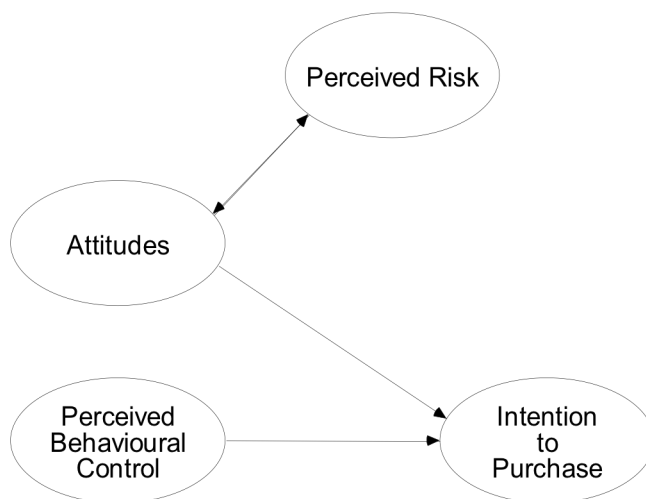 Perceived Risk
Attitudes
Perceived
Behavioural
Control
Intention
to
Purchase